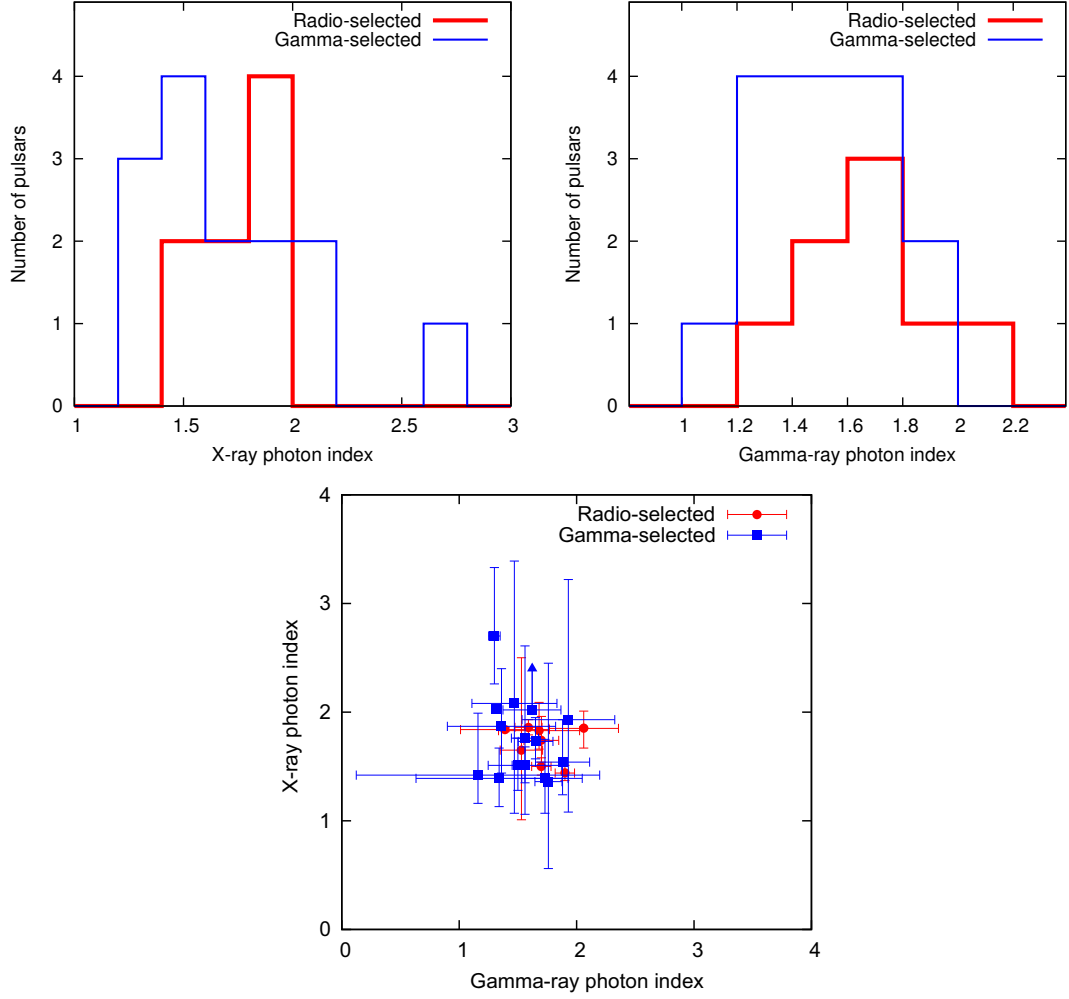 Radio-selected
Gamma-selected
Number of pulsars
0
1
2
3
4
1
1.5
2
2.5
3
X-ray photon index
Radio-selected
Gamma-selected
Number of pulsars
0
1
2
3
4
1
1.2
1.4
1.6
1.8
2
2.2
Gamma-ray photon index
Radio-selected
Gamma-selected
X-ray photon index
4
3
2
1
0
0
1
2
3
4
Gamma-ray photon index